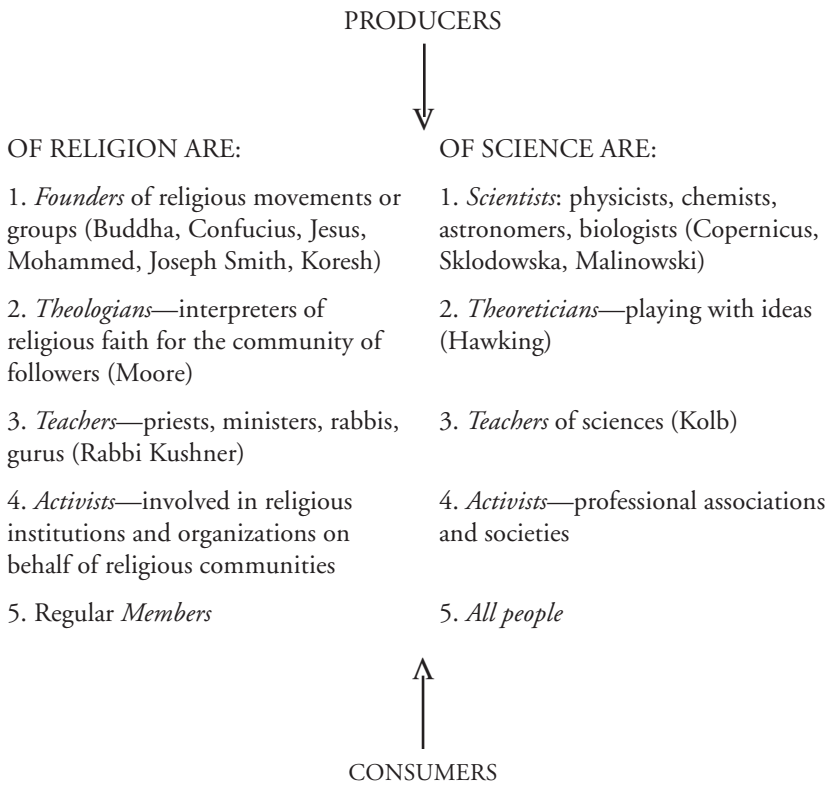 PRODUCERS
OF RELIGION ARE:
1. Founders of religious movements or
groups (Buddha, Confucius, Jesus,
Mohammed, Joseph Smith, Koresh)
2. Theologians—interpreters of
religious faith for the community of
followers (Moore)
3. Teachers—priests, ministers, rabbis,
gurus (Rabbi Kushner)
4. Activists—involved in religious
institutions and organizations on
behalf of religious communities
5. Regular Members
OF SCIENCE ARE:
1. Scientists: physicists, chemists,
astronomers, biologists (Copernicus,
Sklodowska, Malinowski)
2. Theoreticians—playing with ideas
(Hawking)
3. Teachers of sciences (Kolb)
4. Activists—professional associations
and societies
5. All people
CONSUMERS